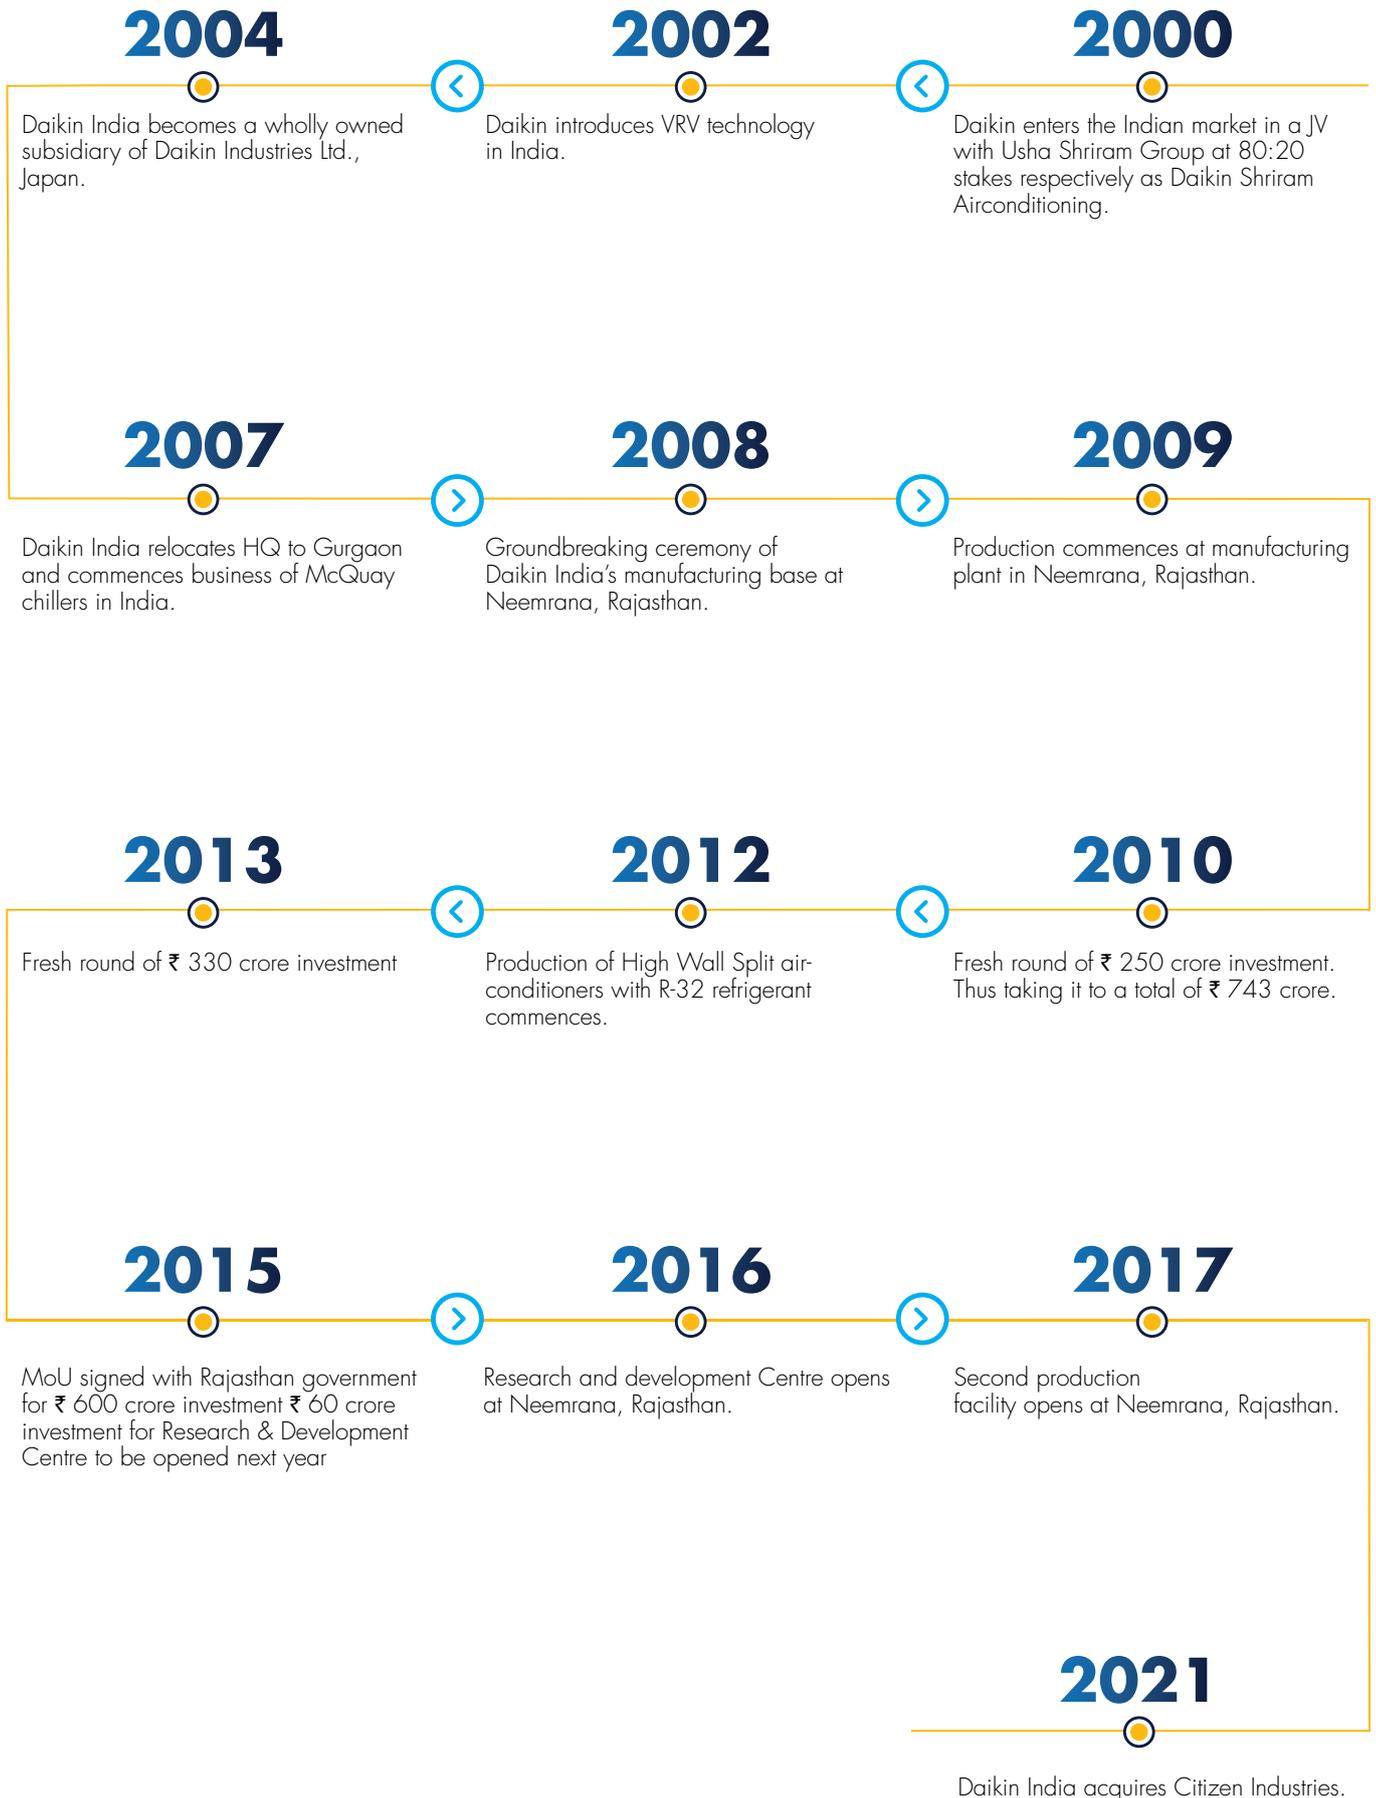 2004
Daikin India becomes a wholly owned
subsidiary of Daikin Industries Ltd.,
Japan.
2002
Daikin introduces VRV technology
in India.
2000
Daikin enters the Indian market in a JV
with Usha Shriram Group at 80:20
stakes respectively as Daikin Shriram
Airconditioning.
2007
Daikin India relocates HQ to Gurgaon
and commences business of McQuay
chillers in India.
2008
Groundbreaking ceremony of
Daikin India’s manufacturing base at
Neemrana, Rajasthan.
2009
Production commences at manufacturing
plant in Neemrana, Rajasthan.
2013
Fresh round of ₹ 330 crore investment
2012
Production of High Wall Split air-
conditioners with R-32 refrigerant
commences.
2010
Fresh round of ₹ 250 crore investment.
Thus taking it to a total of ₹ 743 crore.
2015
MoU signed with Rajasthan government
for ₹ 600 crore investment ₹ 60 crore
investment for Research & Development
Centre to be opened next year
2016
Research and development Centre opens
at Neemrana, Rajasthan.
2017
Second production
facility opens at Neemrana, Rajasthan.
2021
Daikin India acquires Citizen Industries.